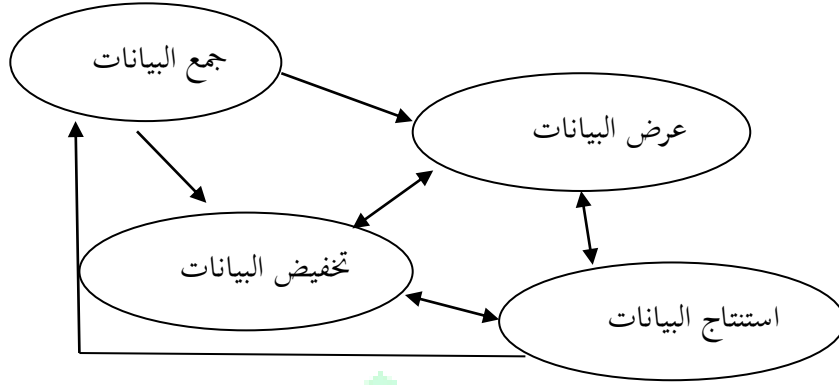 جمع البيانات
عرض البيانات
تخفيض البيانات
استنتاج البيانات